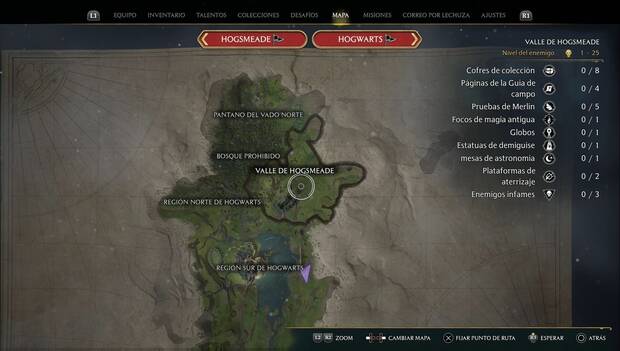 L1 EQUIPO INVENTARIO TALENTOS COLECCIONES DESAFÍOS MAPA MISIONES CORREO POR LECHUZA AJUSTES R1
HOGSMEADE HOGWARTS
VALLE DE HOGSMEADE
Nivel del enemigo 1 - 25
Cofres de colección 0 / 8
Páginas de la Guía de
campo 0 / 4
Pruebas de Merlín 0 / 5
Focos de magia antigua 0 / 1
Globos 0 / 1
Estatuas de demiguise 0 / 1
mesas de astronomía 0 / 1
Plataformas de
aterrizaje 0 / 2
Enemigos infames 0 / 3
PANTANO DEL VADO NORTE
BOSQUE PROHIBIDO
VALLE DE HOGSMEADE
REGIÓN NORTE DE HOGWARTS
REGIÓN SUR DE HOGWARTS
L2 R2 ZOOM CAMBIAR MAPA FIJAR PUNTO DE RUTA ESPERAR ATRÁS